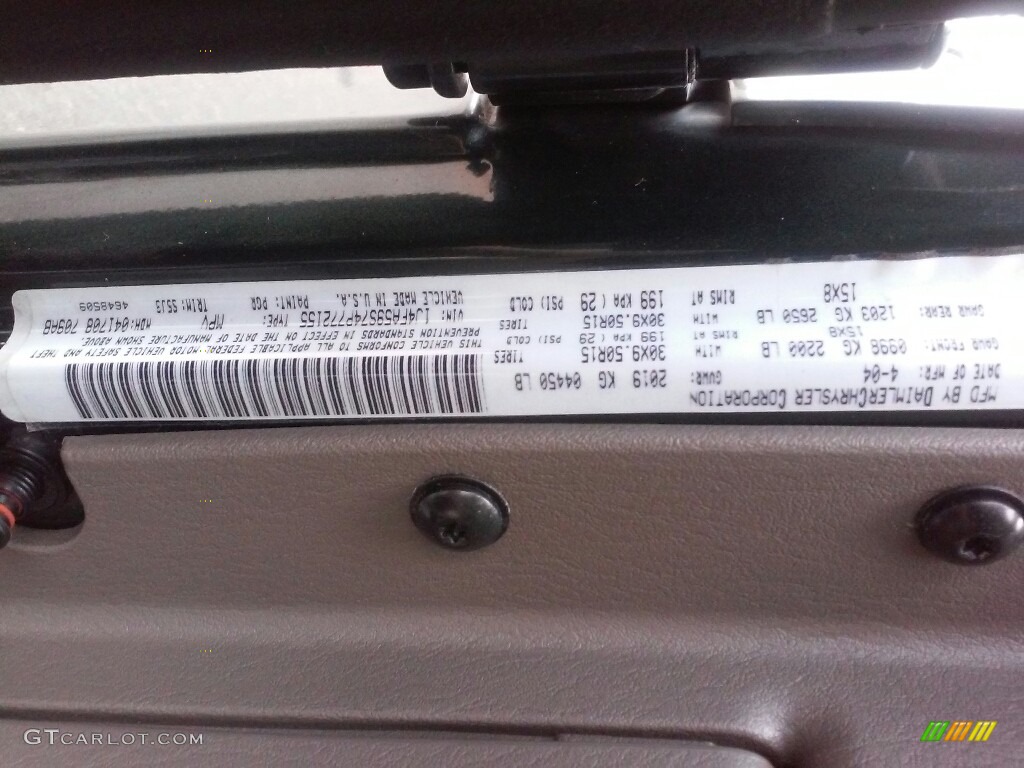 MFD BY DAIMLERCHRYSLER CORPORATION
DATE OF MFR: 4-04 GVWR: 2019 KG 04450 LB
GAWR FRONT: 0998 KG 2200 LB WITH TIRES 30X9.50R15
15X8 RIMS AT 199 KPA ( 29 PSI) COLD
GAWR REAR: 1203 KG 2650 LB WITH TIRES 30X9.50R15
15X8 RIMS AT 199 KPA ( 29 PSI) COLD
THIS VEHICLE CONFORMS TO ALL APPLICABLE FEDERAL MOTOR VEHICLE SAFETY AND THEFT
PREVENTION STANDARDS IN EFFECT ON THE DATE OF MANUFACTURE SHOWN ABOVE.
VIN: 1J4FA59S74P772155 TYPE: MPV MDH:041708 709AB
VEHICLE MADE IN U.S.A. PAINT: PGR TRIM: SSJ3 4648509
GTCARLOT.COM